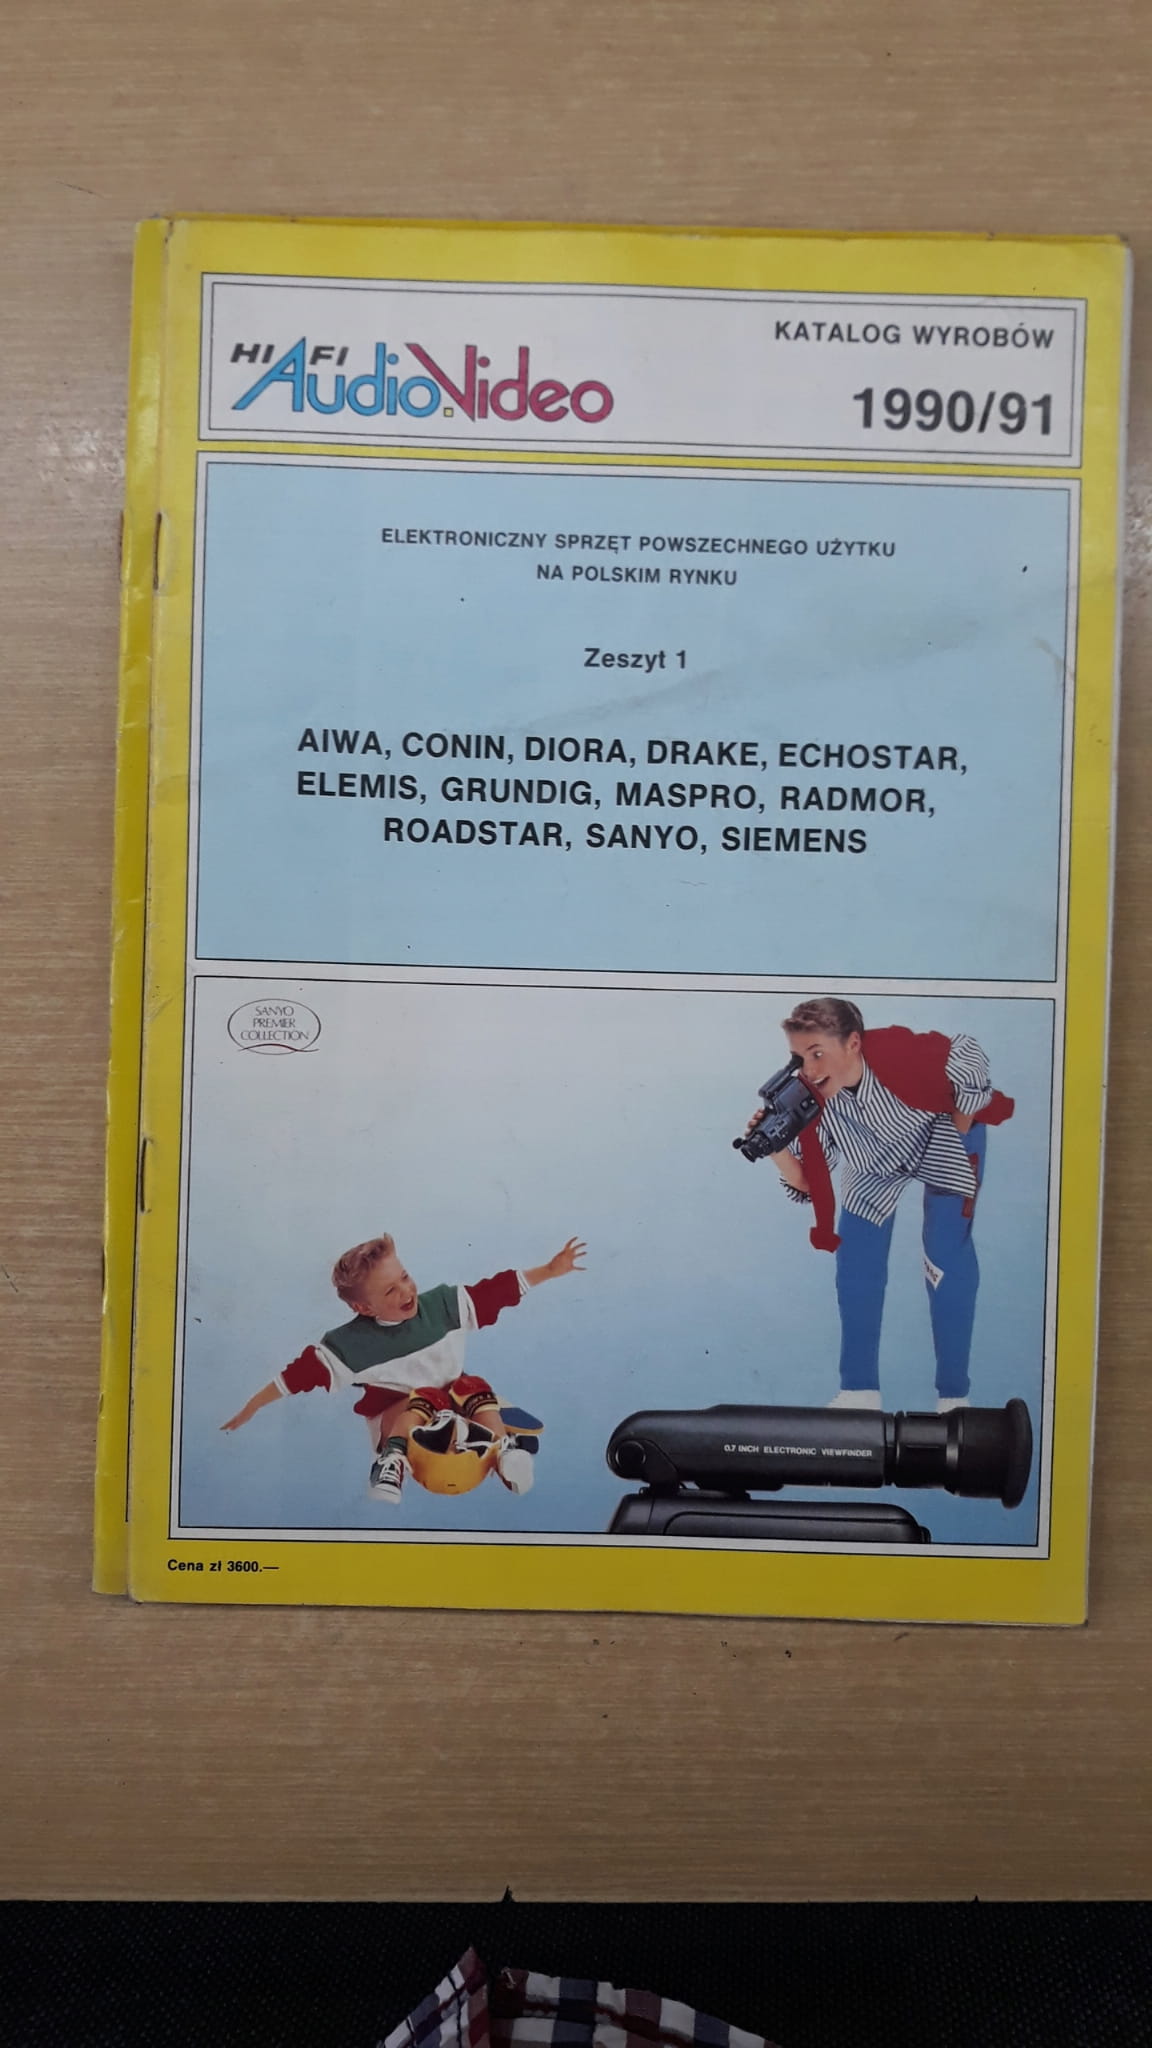 HI FI
Audio.Video
KATALOG WYROBÓW
1990/91
ELEKTRONICZNY SPRZĘT POWSZECHNEGO UŻYTKU
NA POLSKIM RYNKU
Zeszyt 1
AIWA, CONIN, DIORA, DRAKE, ECHOSTAR,
ELEMIS, GRUNDIG, MASPRO, RADMOR,
ROADSTAR, SANYO, SIEMENS
SANYO
PREMIER
COLLECTION
0.7 INCH ELECTRONIC VIEWFINDER
Cena zł 3600.—